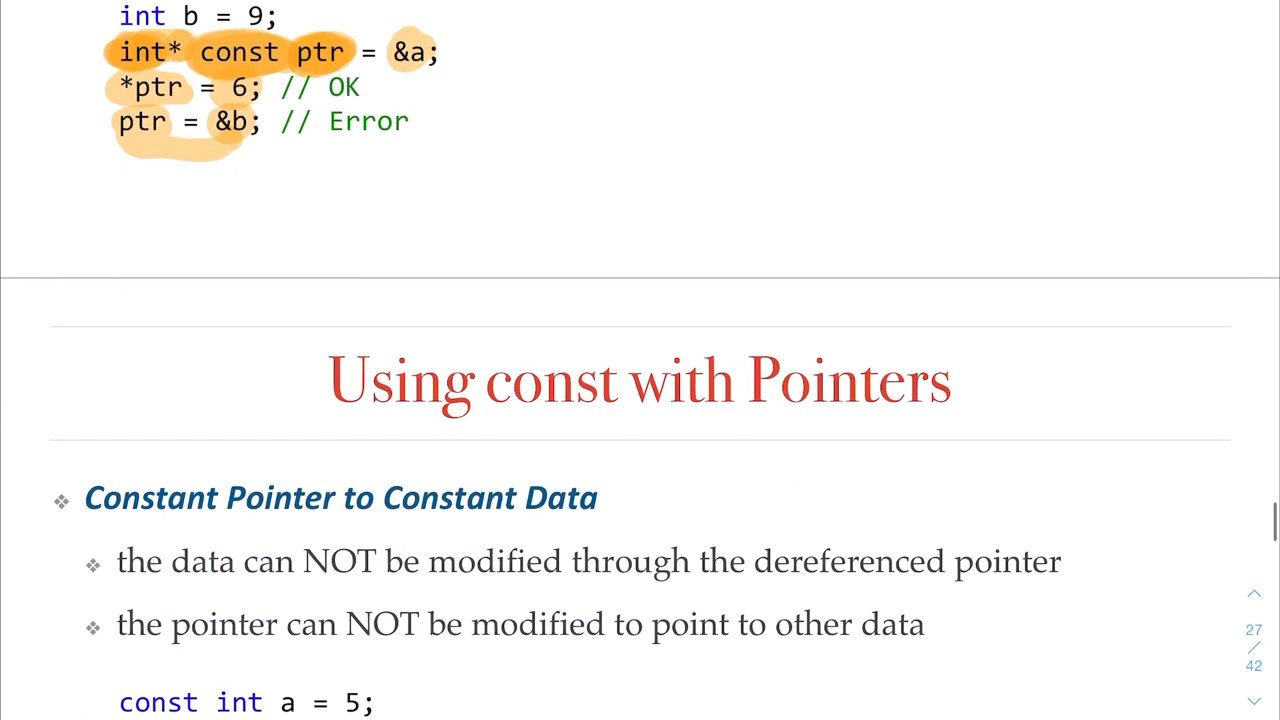 int b = 9;
int* const ptr = &a;
*ptr = 6; // OK
ptr = &b; // Error
Using const with Pointers
❖ Constant Pointer to Constant Data
❖ the data can NOT be modified through the dereferenced pointer
❖ the pointer can NOT be modified to point to other data
27
/
42
const int a = 5;